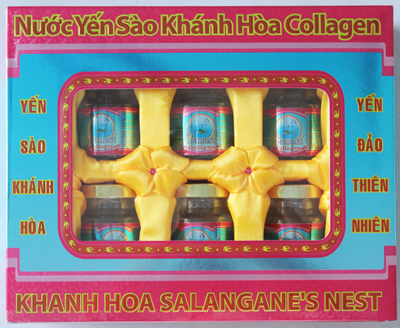 Nước Yến Sào Khánh Hòa Collagen
YẾN
SÀO
KHÁNH
HÒA
YẾN
ĐẢO
THIÊN
NHIÊN
KHANH HOA SALANGANE'S NEST